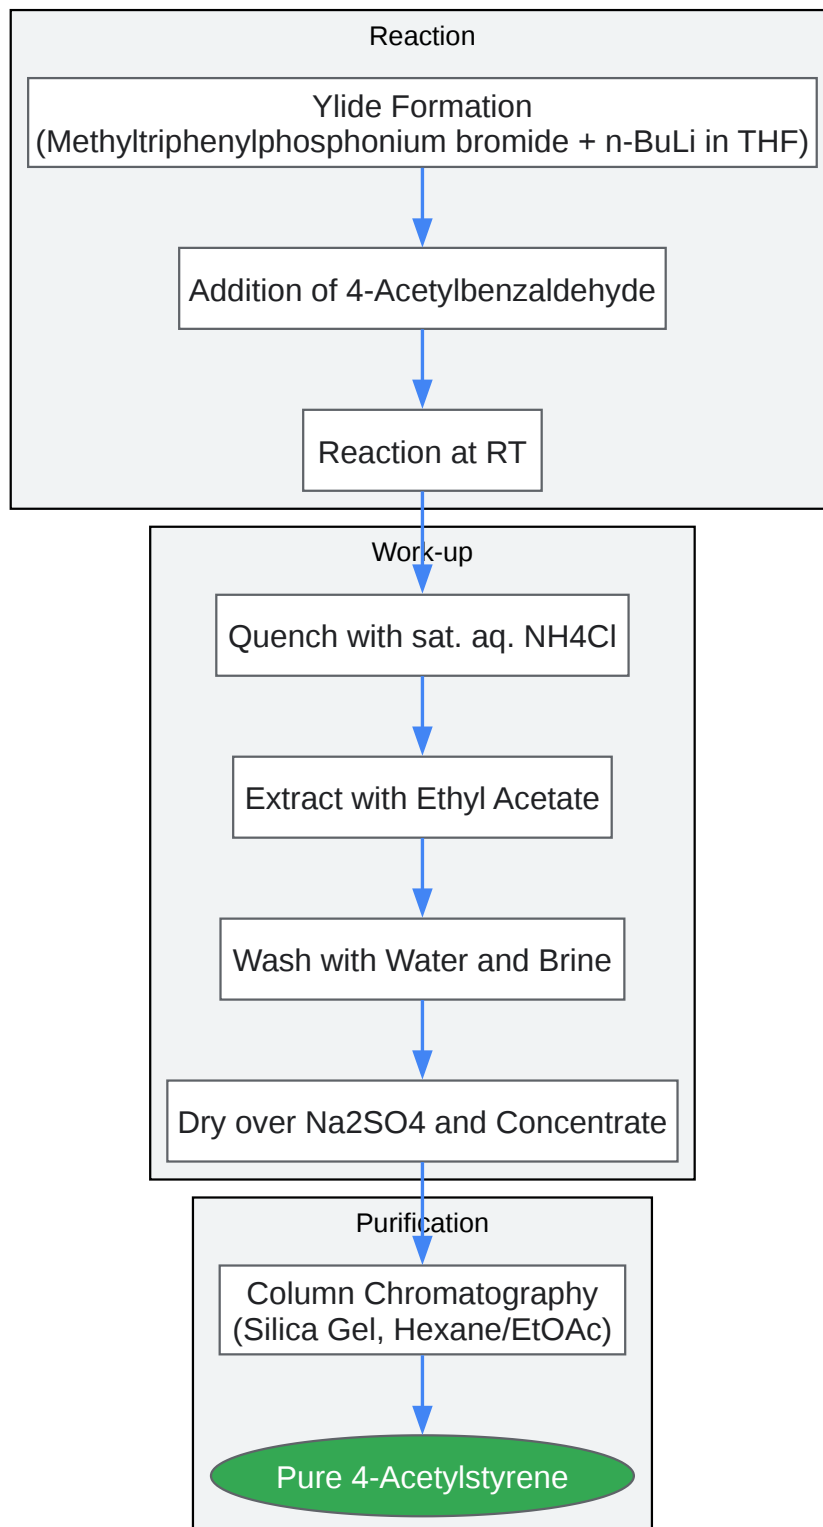 Reaction
Ylide Formation
(Methyltriphenylphosphonium bromide + n-BuLi in THF)
Addition of 4-Acetylbenzaldehyde
Reaction at RT
Work-up
Quench with sat. aq. NH4Cl
Extract with Ethyl Acetate
Wash with Water and Brine
Dry over Na2SO4 and Concentrate
Purification
Column Chromatography
(Silica Gel, Hexane/EtOAc)
Pure 4-Acetylstyrene